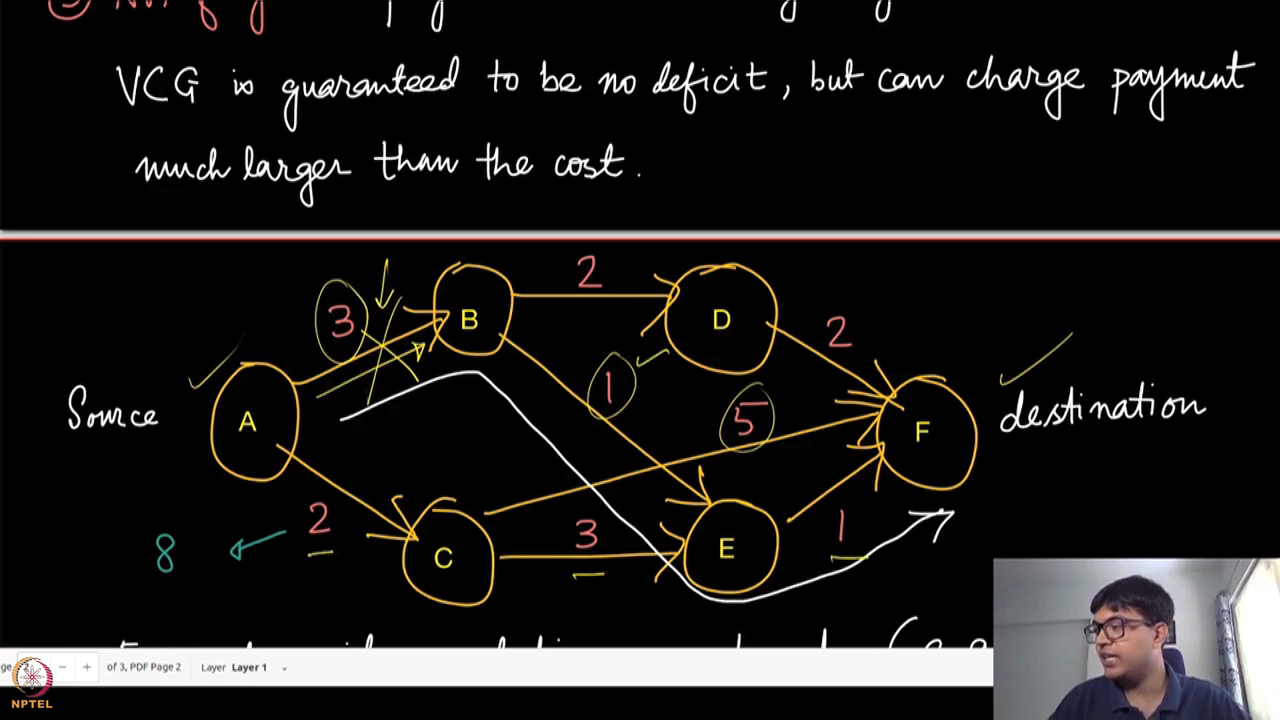 VCG is guaranteed to be no deficit, but can charge payment
much larger than the cost.
2
3 B D 2
1
Source A 5 F destination
8 2 C 3 E 1
of 3, PDF Page 2 Layer Layer 1
NPTEL